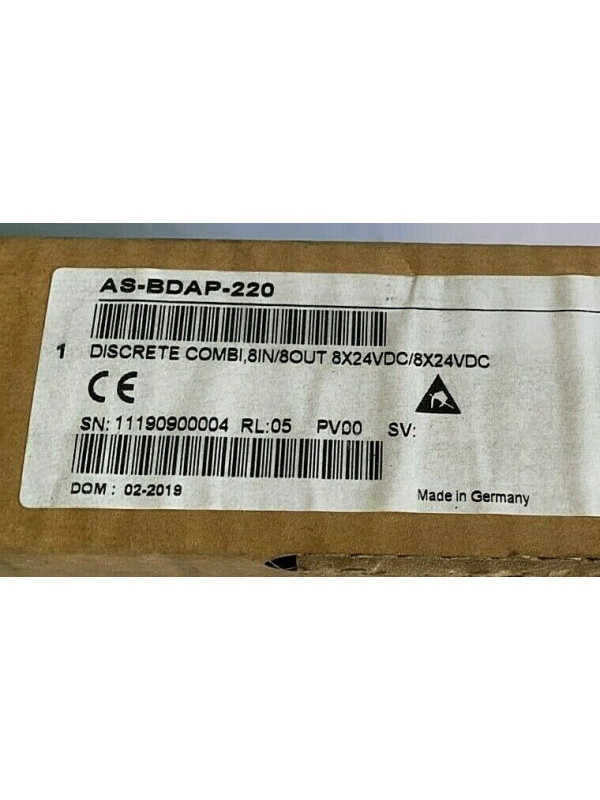 AS-BDAP-220
1 DISCRETE COMBI,8IN/8OUT 8X24VDC/8X24VDC
CE
SN: 11190900004 RL:05 PV00 SV:
DOM : 02-2019
Made in Germany